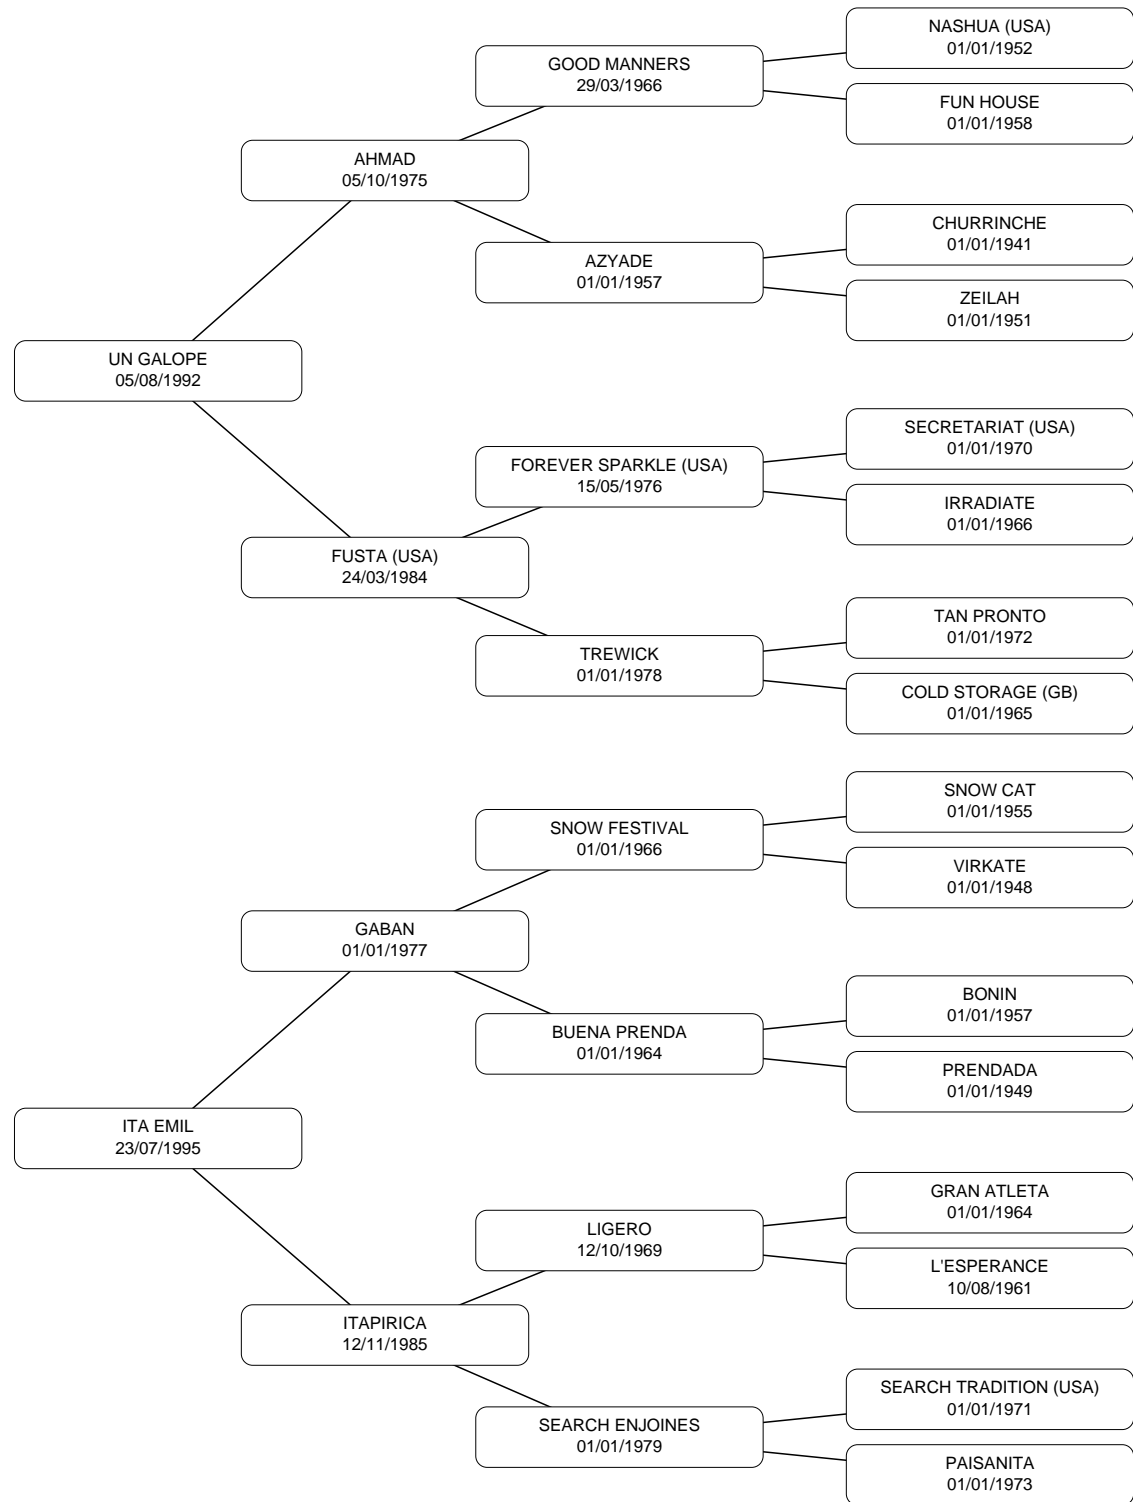 NASHUA (USA)
01/01/1952
GOOD MANNERS
29/03/1966
FUN HOUSE
01/01/1958
AHMAD
05/10/1975
CHURRINCHE
01/01/1941
AZYADE
01/01/1957
ZEILAH
01/01/1951
UN GALOPE
05/08/1992
SECRETARIAT (USA)
01/01/1970
FOREVER SPARKLE (USA)
15/05/1976
IRRADIATE
01/01/1966
FUSTA (USA)
24/03/1984
TAN PRONTO
01/01/1972
TREWICK
01/01/1978
COLD STORAGE (GB)
01/01/1965
SNOW CAT
01/01/1955
SNOW FESTIVAL
01/01/1966
VIRKATE
01/01/1948
GABAN
01/01/1977
BONIN
01/01/1957
BUENA PRENDA
01/01/1964
PRENDADA
01/01/1949
ITA EMIL
23/07/1995
GRAN ATLETA
01/01/1964
LIGERO
12/10/1969
L'ESPERANCE
10/08/1961
ITAPIRICA
12/11/1985
SEARCH TRADITION (USA)
01/01/1971
SEARCH ENJOINES
01/01/1979
PAISANITA
01/01/1973